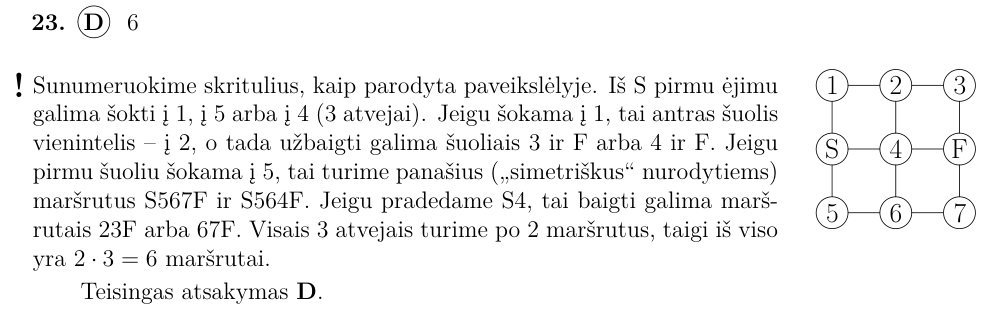 23. D 6
! Sunumeruokime skritulius, kaip parodyta paveikslėlyje. Iš S pirmu ėjimu
galima šokti į 1, į 5 arba į 4 (3 atvejai). Jeigu šokama į 1, tai antras šuolis
vienintelis – į 2, o tada užbaigti galima šuoliais 3 ir F arba 4 ir F. Jeigu
pirmu šuoliu šokama į 5, tai turime panašius („simetriškus“ nurodytiems)
maršrutus S567F ir S564F. Jeigu pradedame S4, tai baigti galima marš-
rutais 23F arba 67F. Visais 3 atvejais turime po 2 maršrutus, taigi iš viso
yra 2 · 3 = 6 maršrutai.
Teisingas atsakymas D.
1 2 3
S 4 F
5 6 7